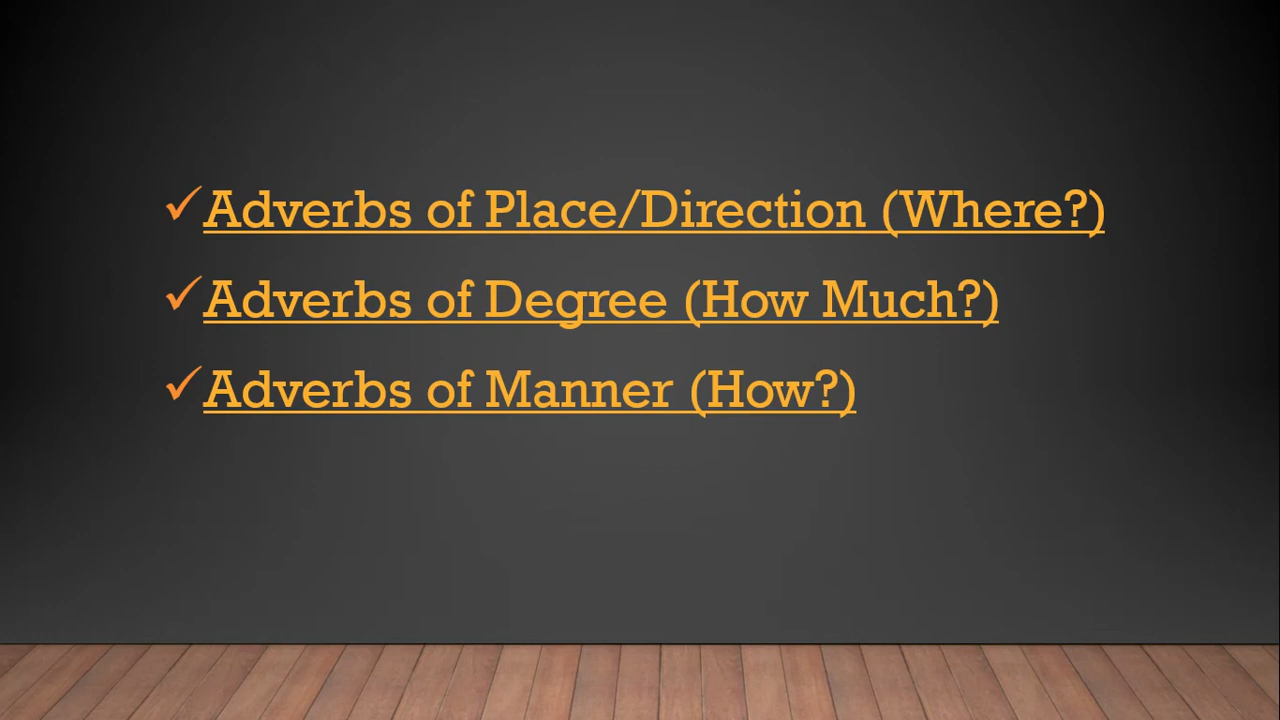 ✓Adverbs of Place/Direction (Where?)
✓Adverbs of Degree (How Much?)
✓Adverbs of Manner (How?)